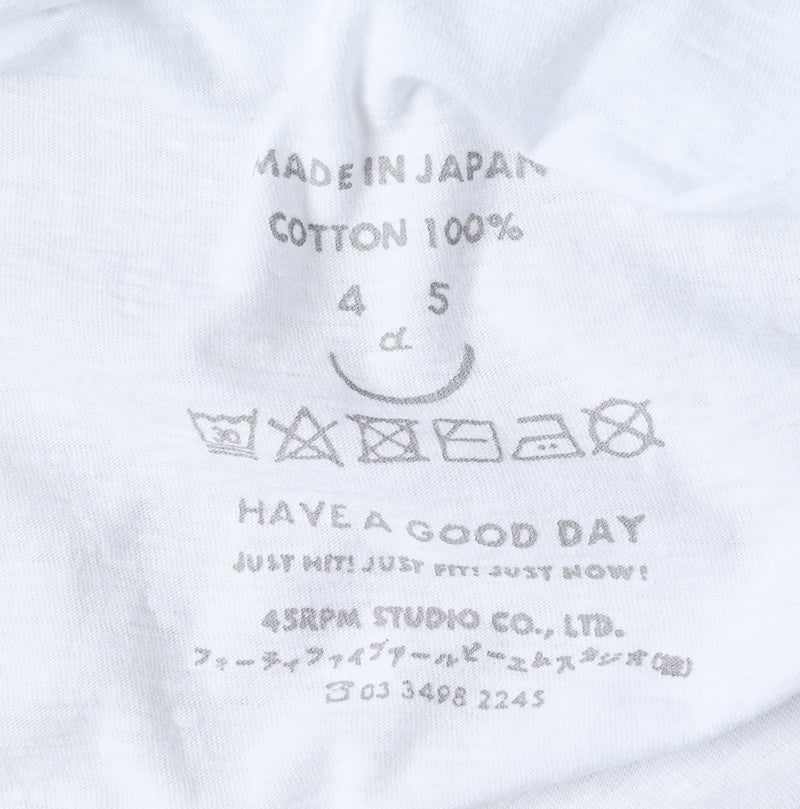 MADE IN JAPAN
COTTON 100%
4 5
d
30
HAVE A GOOD DAY
JUST HIT! JUST FIT! JUST NOW!
45RPM STUDIO CO., LTD.
フォーティファイブアールピーエムスタジオ(株)
☎03 3498 2245